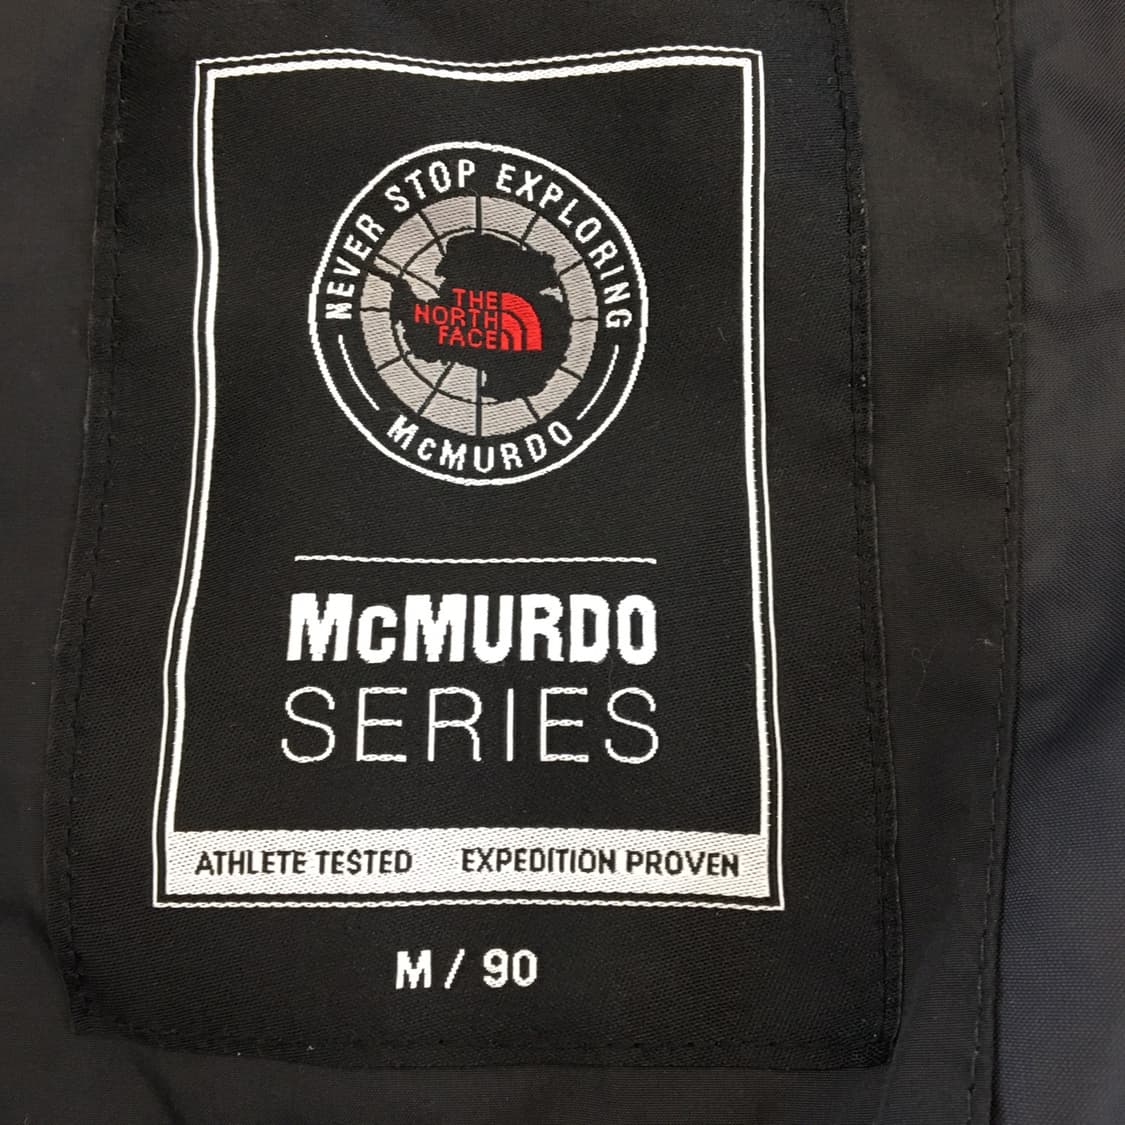 NEVER STOP EXPLORING
THE
NORTH
FACE
McMURDO
McMURDO
SERIES
ATHLETE TESTED EXPEDITION PROVEN
M / 90